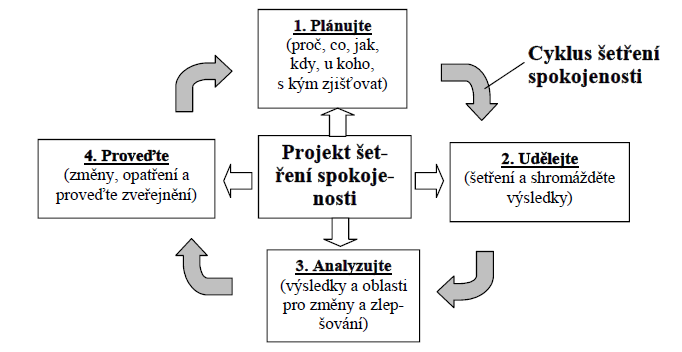 1. Plánujte
(proč, co, jak,
kdy, u koho,
s kým zjišťovat)
Cyklus šetření
spokojenosti
4. Proveďte
(změny, opatření a
proveďte zveřejnění)
Projekt šet-
ření spokoje-
nosti
2. Udělejte
(šetření a shromážděte
výsledky)
3. Analyzujte
(výsledky a oblasti
pro změny a zlep-
šování)